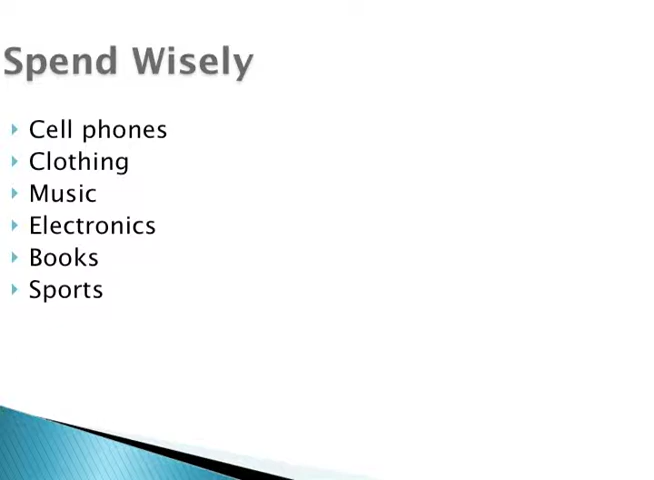 Spend Wisely
Cell phones
Clothing
Music
Electronics
Books
Sports